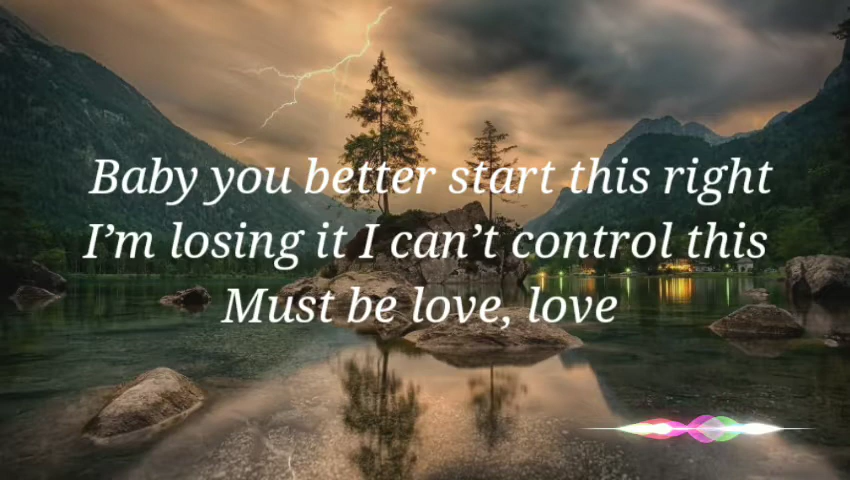 Baby you better start this right
I’m losing it I can’t control this
Must be love, love